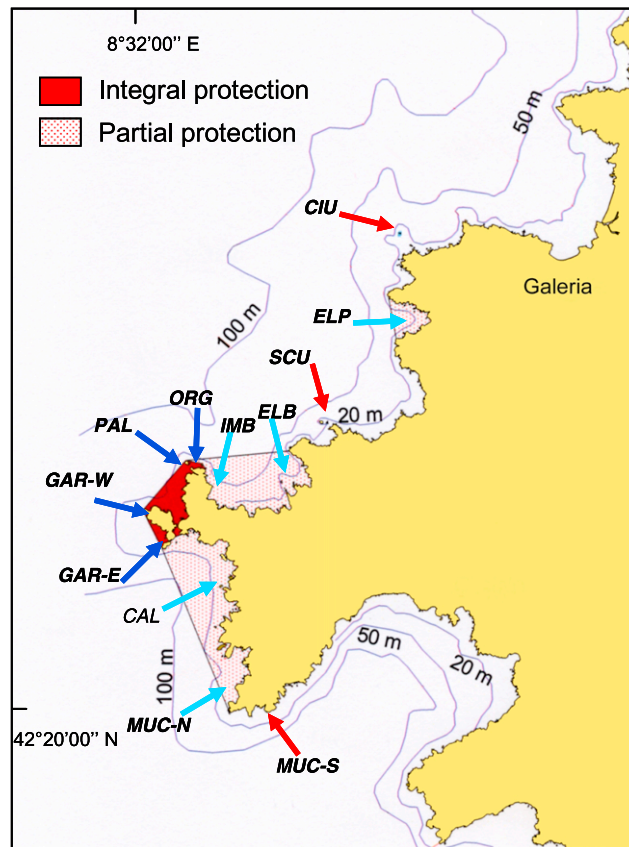 8°32’00’’ E
Integral protection
Partial protection
50 m
CIU
Galeria
100 m
ELP
SCU
20 m
ORG
IMB
ELB
PAL
GAR-W
GAR-E
CAL
50 m
20 m
100 m
MUC-N
42°20’00’’ N
MUC-S